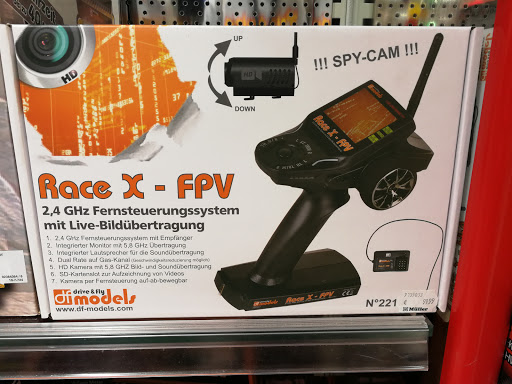 HD
UP
HD
DOWN
!!! SPY-CAM !!!
Race X - FPV
2,4 GHz Fernsteuerungssystem
mit Live-Bildübertragung
1. 2,4 GHz Fernsteuerungssystem mit Empfänger
2. Integrierter Monitor mit 5,8 GHz Übertragung
3. Integrierter Lautsprecher für die Soundübertragung
4. Dual Rate auf Gas-Kanal (Geschwindigkeitsreduzierung möglich)
5. HD Kamera mit 5,8 GHZ Bild- und Soundübertragung
6. SD-Kartenslot zur Aufzeichnung von Videos
7. Kamera per Fernsteuerung auf-ab-bewegbar
drive & fly
df models
www.df-models.com
Race X - FPV
N°221
Müller